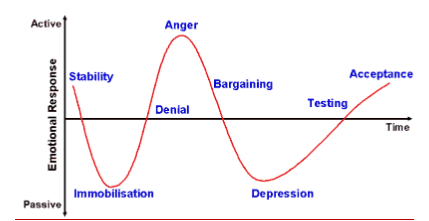 Active
Anger
Stability
Acceptance
Bargaining
Testing
Denial
Emotional Response
Time
Immobilisation
Depression
Passive